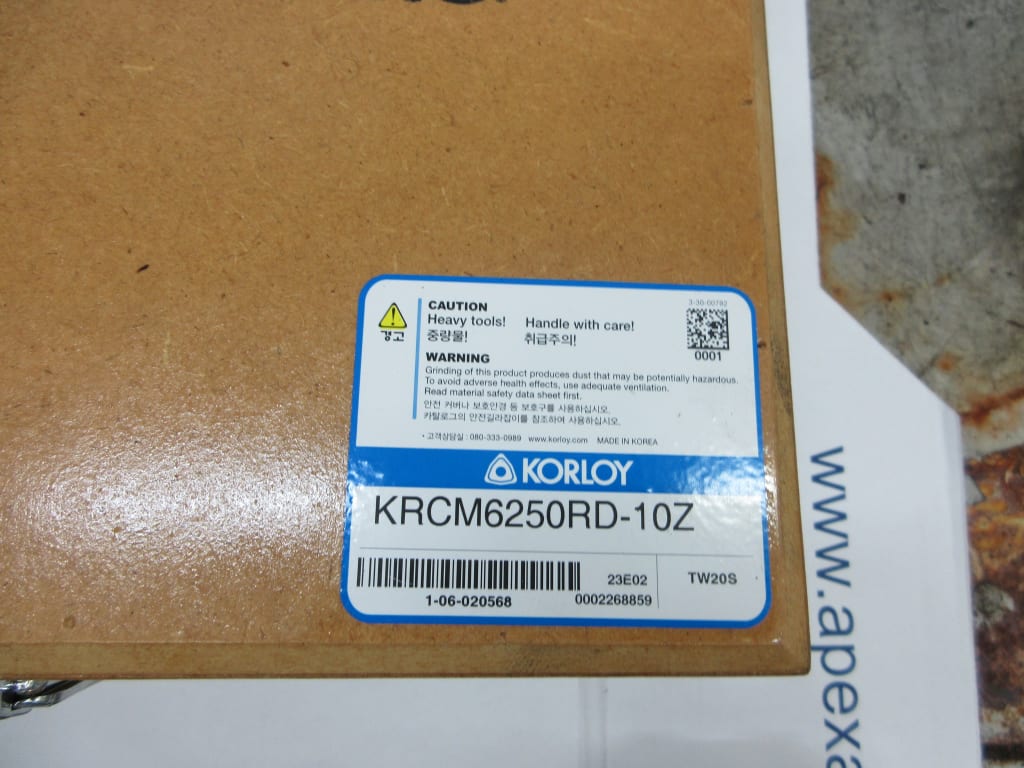 3-30-00792
CAUTION
Heavy tools! Handle with care!
경고 중량물! 취급주의!
0001
WARNING
Grinding of this product produces dust that may be potentially hazardous.
To avoid adverse health effects, use adequate ventilation.
Read material safety data sheet first.
안전 커버나 보호안경 등 보호구를 사용하십시오.
카탈로그의 안전길라잡이를 참조하여 사용하십시오.
• 고객상담실 : 080-333-0989 www.korloy.com MADE IN KOREA
KORLOY
KRCM6250RD-10Z
23E02 TW20S
1-06-020568 0002268859
www.apexa